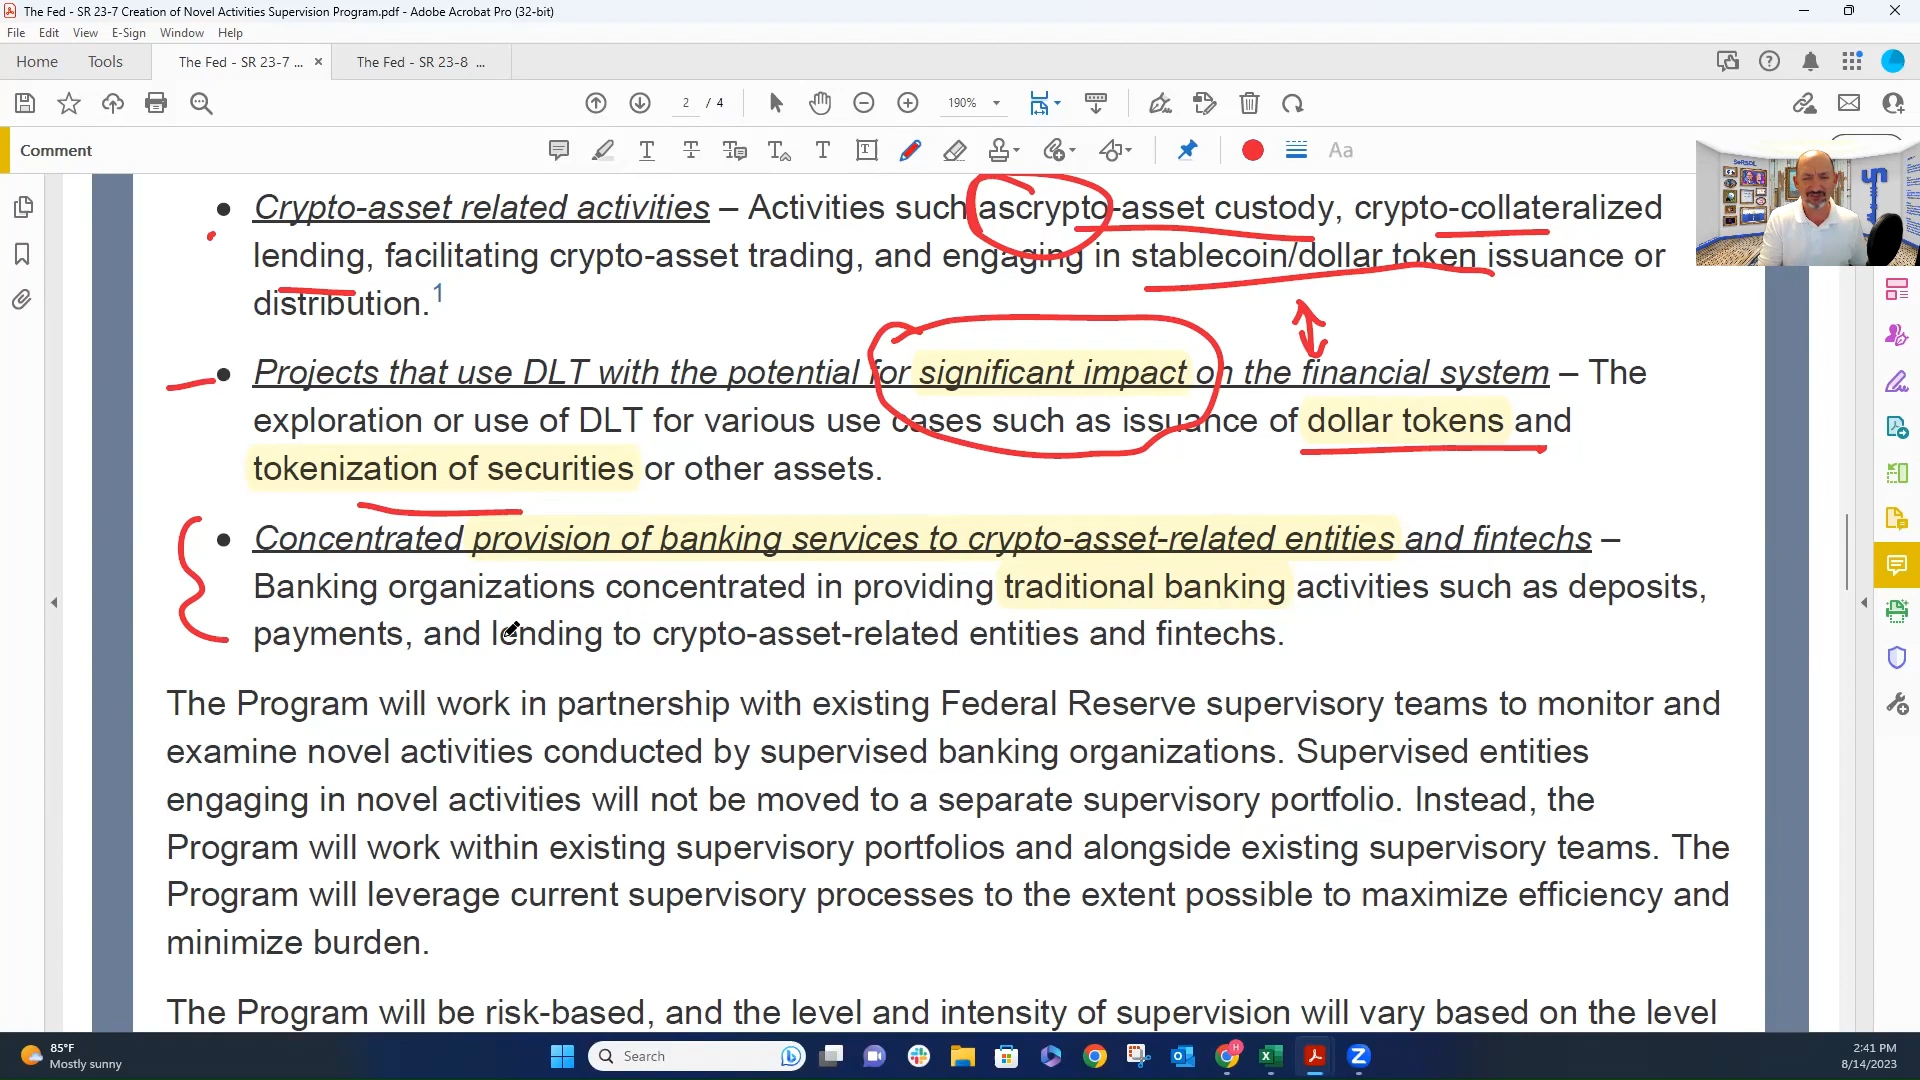 The Fed - SR 23-7 Creation of Novel Activities Supervision Program.pdf - Adobe Acrobat Pro (32-bit)
File Edit View E-Sign Window Help
Home Tools The Fed - SR 23-7 ... × The Fed - SR 23-8 ...
2 / 4 190%
Comment Aa
• Crypto-asset related activities – Activities such ascrypto-asset custody, crypto-collateralized
lending, facilitating crypto-asset trading, and engaging in stablecoin/dollar token issuance or
distribution.1
• Projects that use DLT with the potential for significant impact on the financial system – The
exploration or use of DLT for various use cases such as issuance of dollar tokens and
tokenization of securities or other assets.
• Concentrated provision of banking services to crypto-asset-related entities and fintechs –
Banking organizations concentrated in providing traditional banking activities such as deposits,
payments, and lending to crypto-asset-related entities and fintechs.
The Program will work in partnership with existing Federal Reserve supervisory teams to monitor and
examine novel activities conducted by supervised banking organizations. Supervised entities
engaging in novel activities will not be moved to a separate supervisory portfolio. Instead, the
Program will work within existing supervisory portfolios and alongside existing supervisory teams. The
Program will leverage current supervisory processes to the extent possible to maximize efficiency and
minimize burden.
The Program will be risk-based, and the level and intensity of supervision will vary based on the level
85°F
Mostly sunny
Search
2:41 PM
8/14/2023